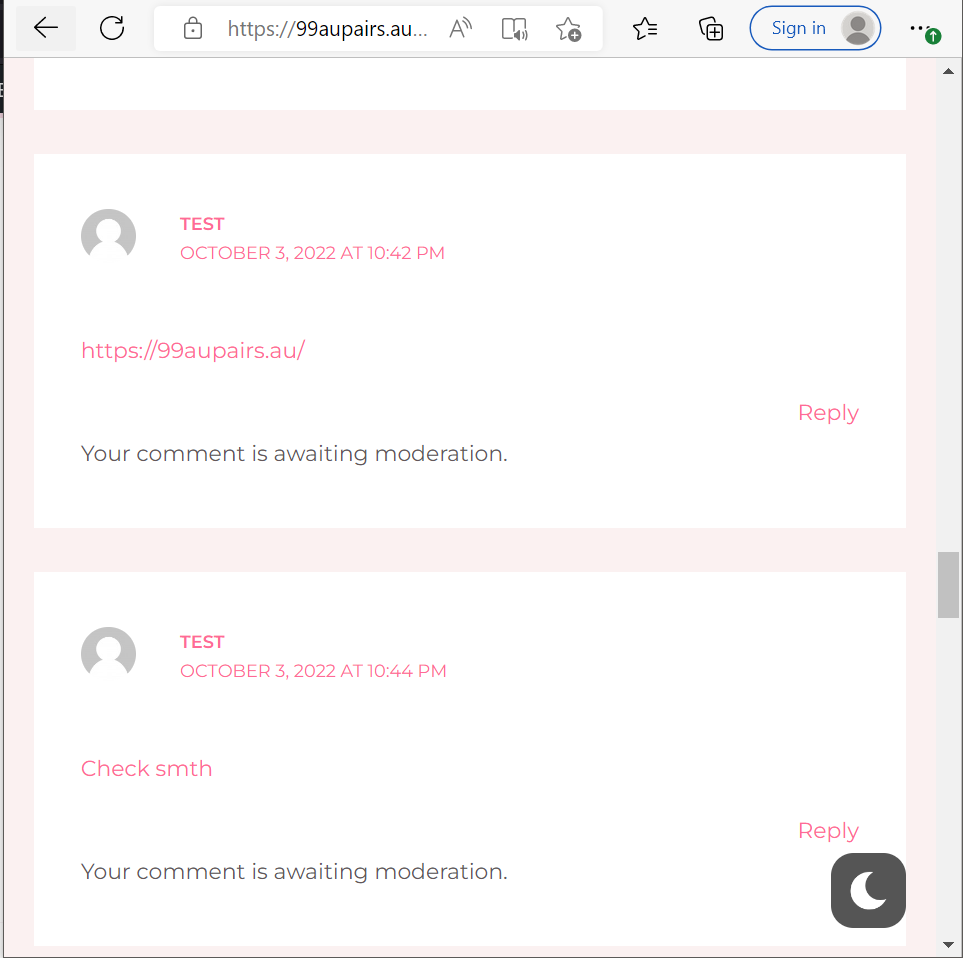 https://99aupairs.au...
Sign in
TEST
OCTOBER 3, 2022 AT 10:42 PM
https://99aupairs.au/
Reply
Your comment is awaiting moderation.
TEST
OCTOBER 3, 2022 AT 10:44 PM
Check smth
Reply
Your comment is awaiting moderation.